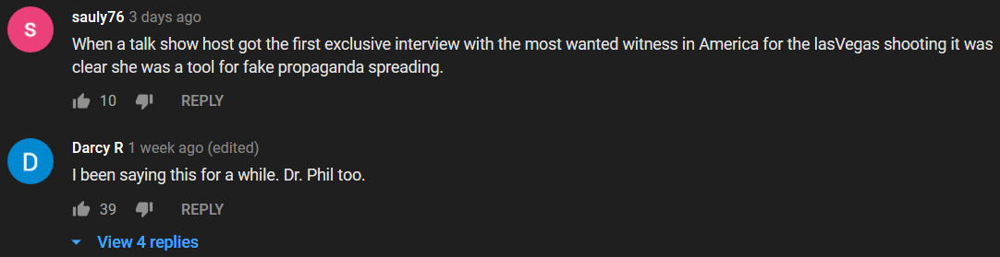 S
sauly76 3 days ago
When a talk show host got the first exclusive interview with the most wanted witness in America for the lasVegas shooting it was
clear she was a tool for fake propaganda spreading.
10 REPLY
D
Darcy R 1 week ago (edited)
I been saying this for a while. Dr. Phil too.
39 REPLY
View 4 replies